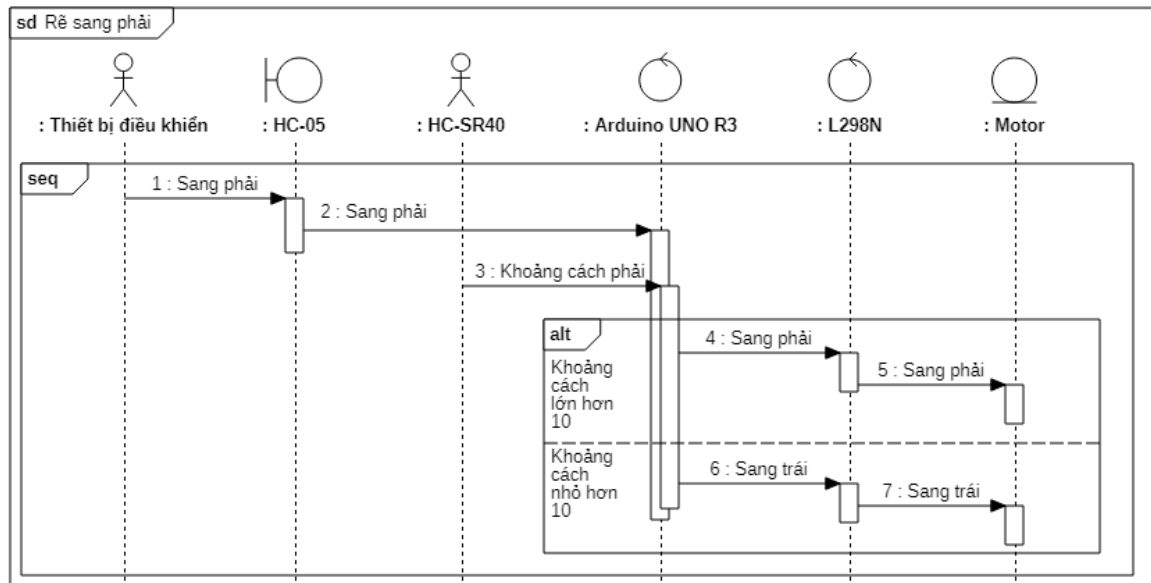 sd Rẽ sang phải
: Thiết bị điều khiển
: HC-05
: HC-SR40
: Arduino UNO R3
: L298N
: Motor
seq
1 : Sang phải
2 : Sang phải
3 : Khoảng cách phải
alt
4 : Sang phải
Khoảng
cách
lớn hơn
10
5 : Sang phải
Khoảng
cách
nhỏ hơn
10
6 : Sang trái
7 : Sang trái